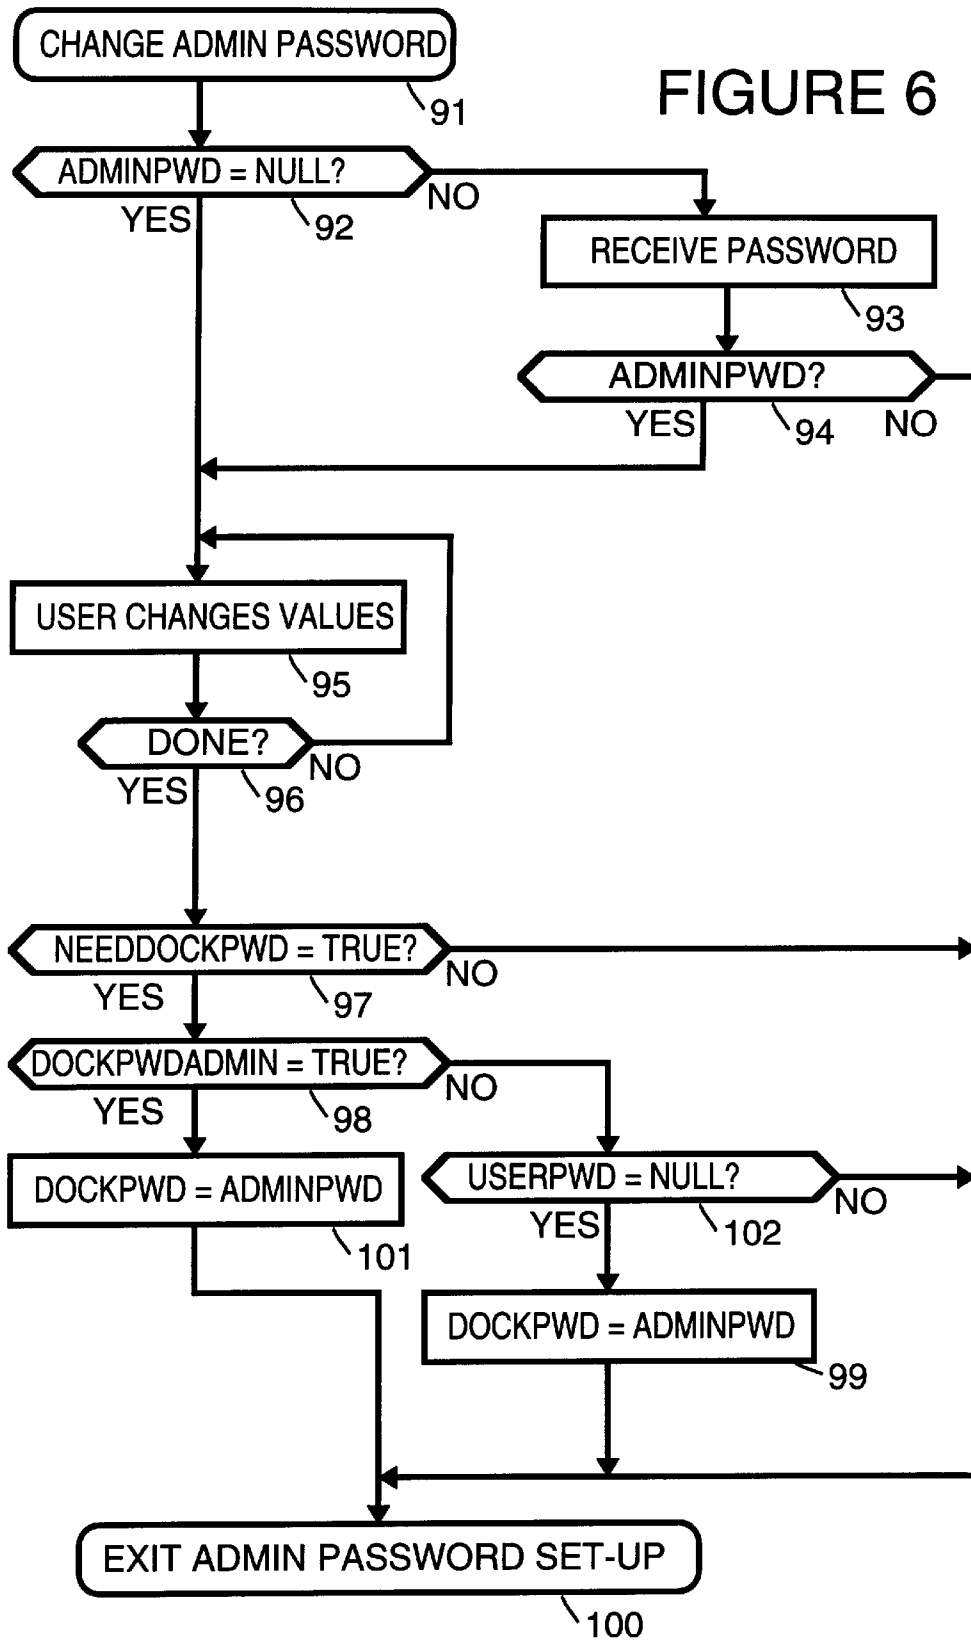 CHANGE ADMIN PASSWORD
91
FIGURE 6
ADMINPWD = NULL?
NO
YES
92
RECEIVE PASSWORD
93
ADMINPWD?
YES
94
NO
USER CHANGES VALUES
95
DONE?
NO
YES
96
NEEDDOCKPWD = TRUE?
NO
YES
97
DOCKPWDADMIN = TRUE?
NO
YES
98
DOCKPWD = ADMINPWD
101
USERPWD = NULL?
NO
YES
102
DOCKPWD = ADMINPWD
99
EXIT ADMIN PASSWORD SET-UP
100